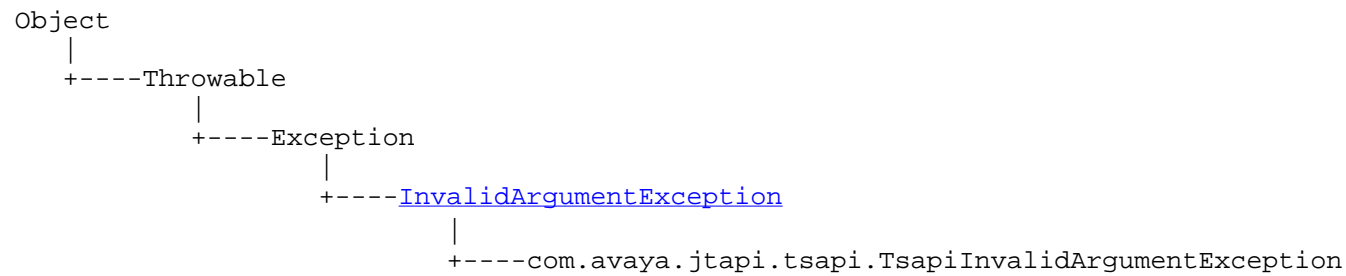 Object
|
+----Throwable
|
+----Exception
|
+----InvalidArgumentException
|
+----com.avaya.jtapi.tsapi.TsapiInvalidArgumentException